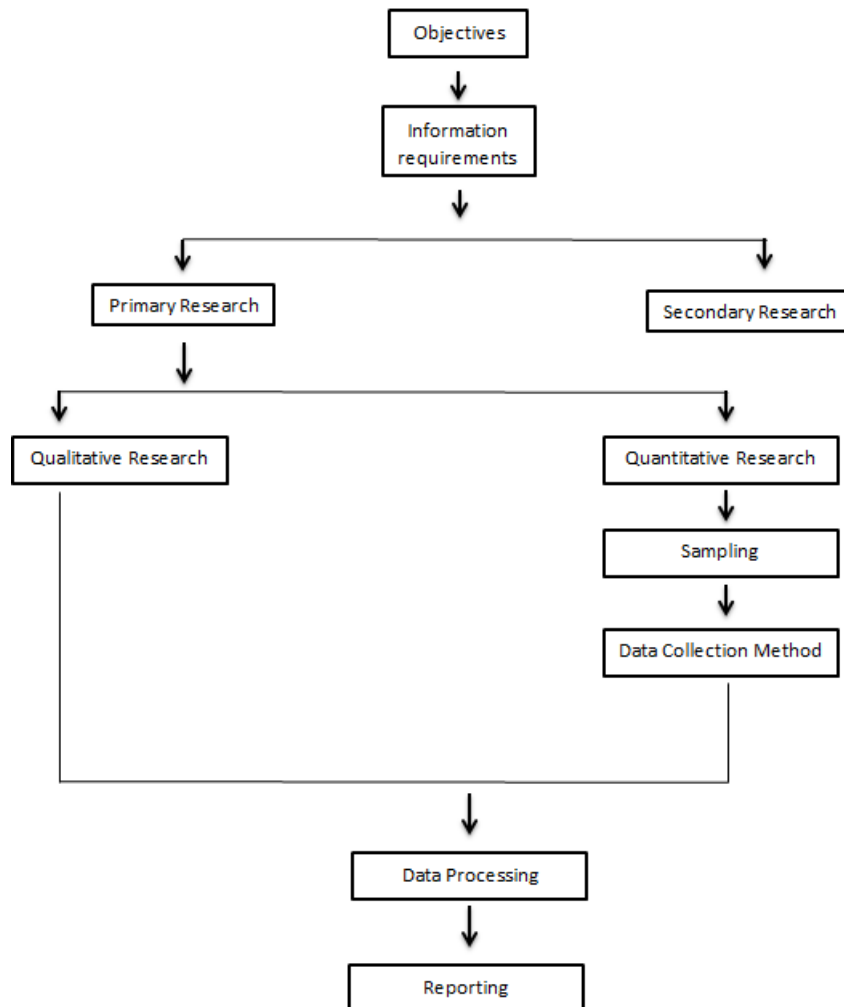 Objectives
Information
requirements
Primary Research
Secondary Research
Qualitative Research
Quantitative Research
Sampling
Data Collection Method
Data Processing
Reporting